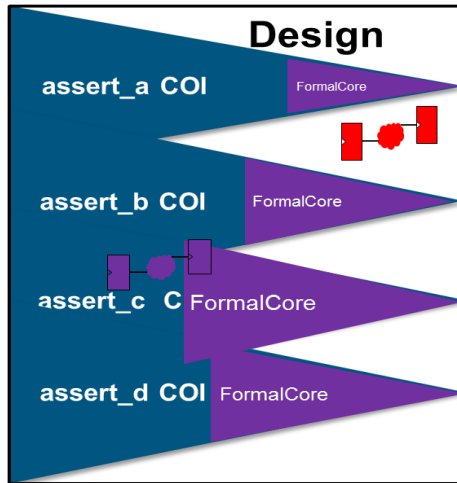 Design
assert_a COI
FormalCore
assert_b COI
FormalCore
assert_c C
FormalCore
assert_d COI
FormalCore